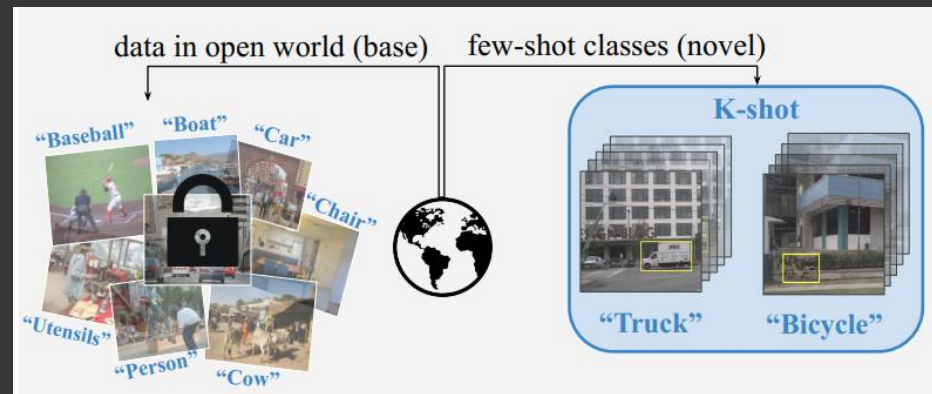 data in open world (base)
few-shot classes (novel)
“Baseball”
“Boat”
“Car”
“Chair”
“Utensils”
“Person”
“Cow”
K-shot
“Truck”
“Bicycle”